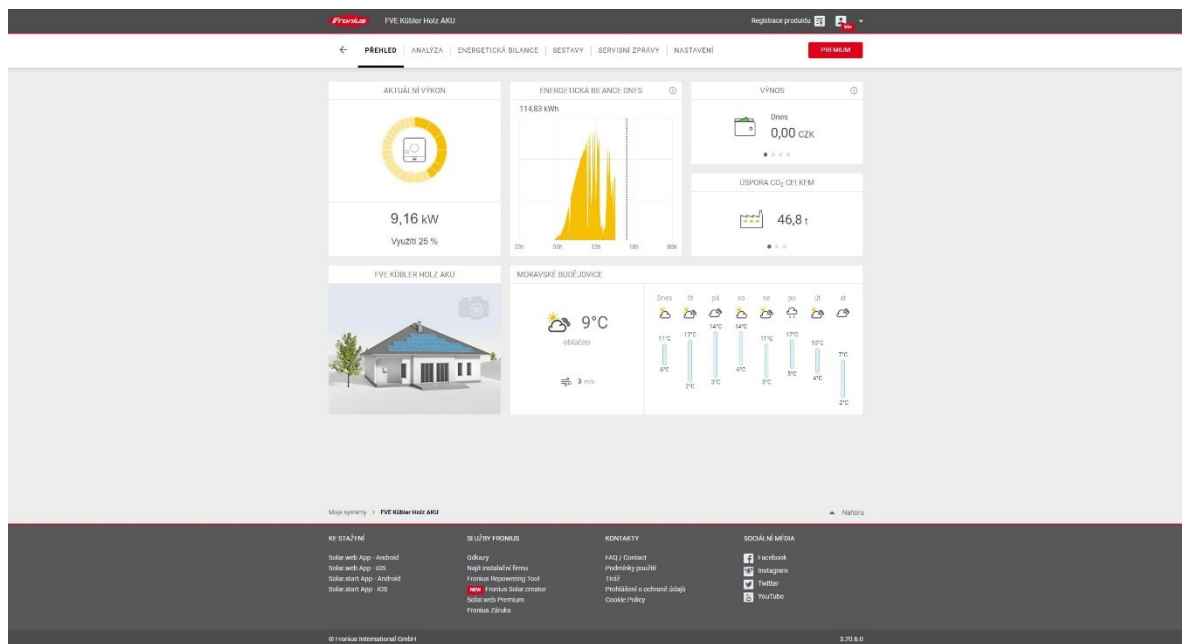 Fronius FVE Kübler Holz AKU Registrace produktu 99+
PŘEHLED ANALÝZA ENERGETICKÁ BILANCE SESTAVY SERVISNÍ ZPRÁVY NASTAVENÍ PREMIUM
AKTUÁLNÍ VÝKON
9,16 kW
Využití 25 %
ENERGETICKÁ BILANCE DNES
114,83 kWh
00h 06h 12h 18h 00h
VÝNOS
Dnes
0,00 CZK
ÚSPORA CO₂ CELKEM
46,8 t
FVE KÜBLER HOLZ AKU
MORAVSKÉ BUDĚJOVICE
9°C
oblačno
3 m/s
Dnes čt pá so ne po út st
11°C 12°C 14°C 14°C 11°C 12°C 10°C 7°C
6°C 2°C 3°C 6°C 3°C 5°C 4°C 2°C
Moje systémy > FVE Kübler Holz AKU
Nahoru
KE STAŽENÍ
Solar.web App - Android
Solar.web App - iOS
Solar.start App - Android
Solar.start App - iOS
SLUŽBY FRONIUS
Odkazy
Najít instalační firmu
Fronius Repowering Tool
NEW Fronius Solar.creator
Solar.web Premium
Fronius Záruka
KONTAKTY
FAQ / Contact
Podmínky použití
Tiráž
Prohlášení o ochraně údajů
Cookie Policy
SOCIÁLNÍ MÉDIA
Facebook
Instagram
Twitter
YouTube
© Fronius International GmbH
3.20.6.0